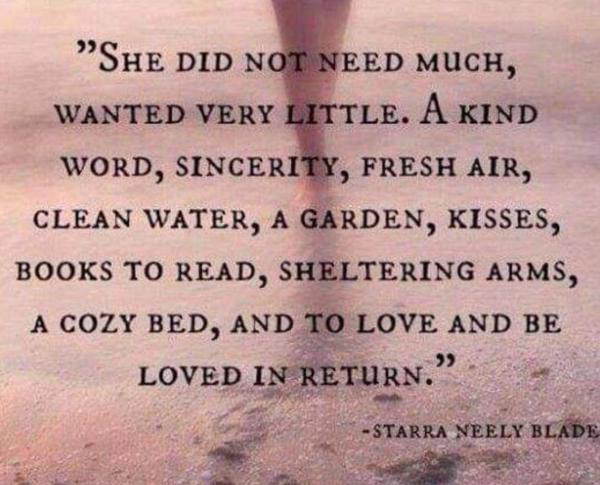 "SHE DID NOT NEED MUCH,
WANTED VERY LITTLE. A KIND
WORD, SINCERITY, FRESH AIR,
CLEAN WATER, A GARDEN, KISSES,
BOOKS TO READ, SHELTERING ARMS,
A COZY BED, AND TO LOVE AND BE
LOVED IN RETURN."
-STARRA NEELY BLADE